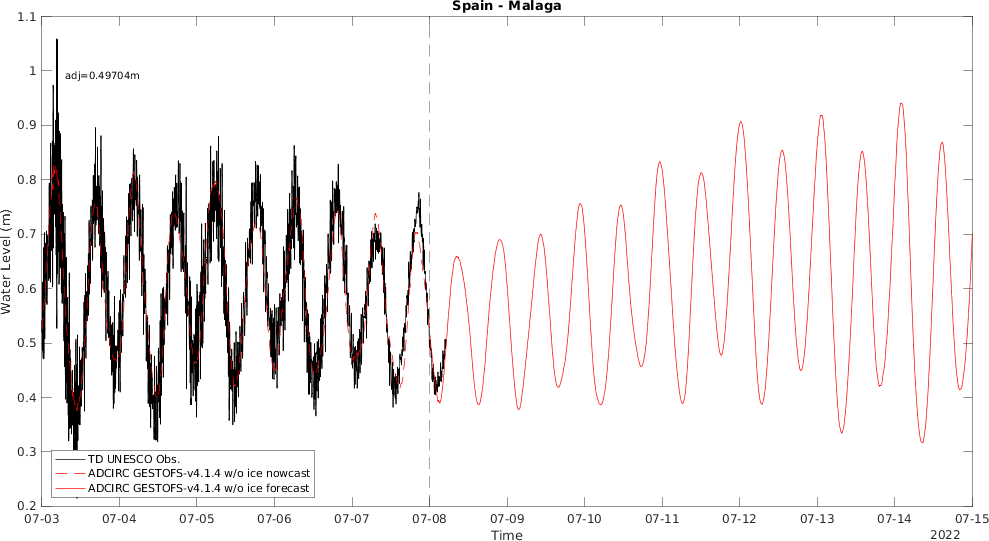 Spain - Malaga
1.1
1
0.9
0.8
0.7
0.6
0.5
0.4
0.3
0.2
Water Level (m)
adj=0.49704m
TD UNESCO Obs.
ADCIRC GESTOFS-v4.1.4 w/o ice nowcast
ADCIRC GESTOFS-v4.1.4 w/o ice forecast
07-03 07-04 07-05 07-06 07-07 07-08 07-09 07-10 07-11 07-12 07-13 07-14 07-15
Time
2022